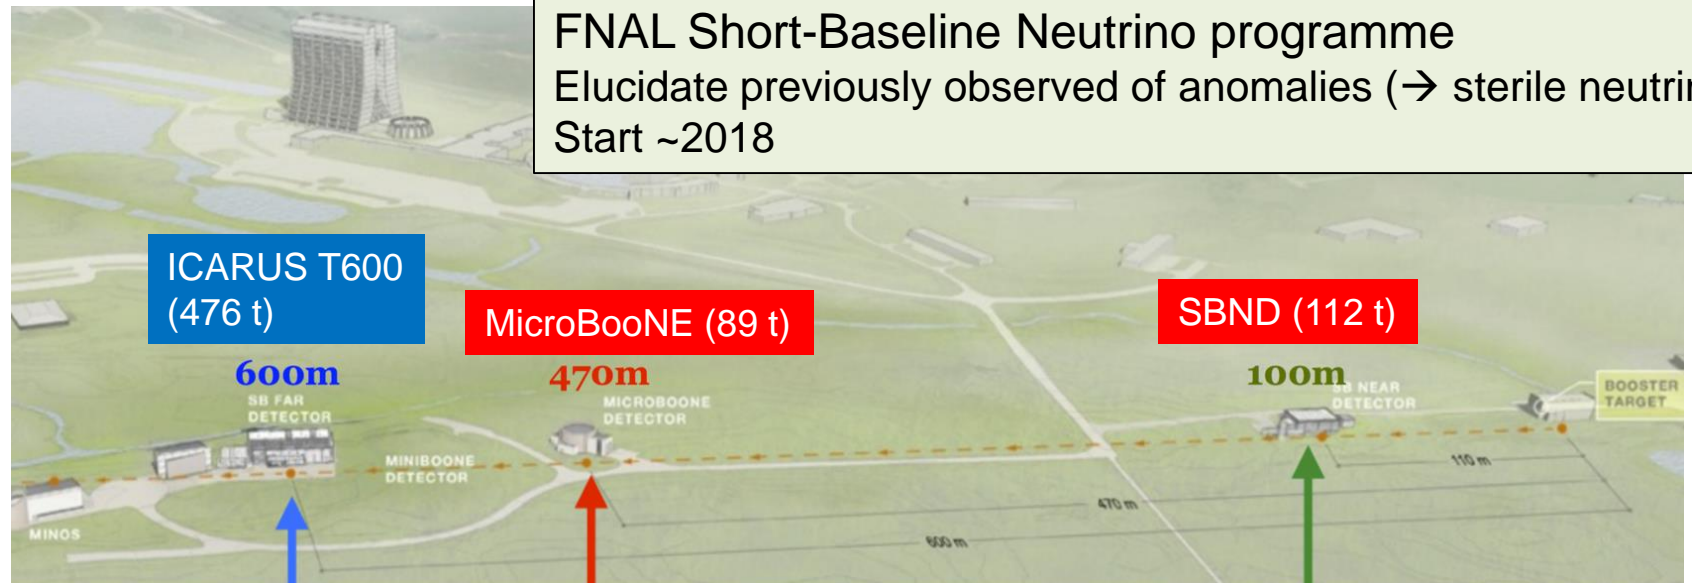 FNAL Short-Baseline Neutrino programme
Elucidate previously observed of anomalies (→ sterile
Start ~2018
ICARUS T600
(476 t)
MicroBooNE (89 t)
SBND (112 t)
600m
470m
100m
SB FAR
DETECTOR
MICROBOONE
DETECTOR
SB NEAR
DETECTOR
BOOSTER
TARGET
MINIBOONE
DETECTOR
110 m
470 m
600 m
MINOS